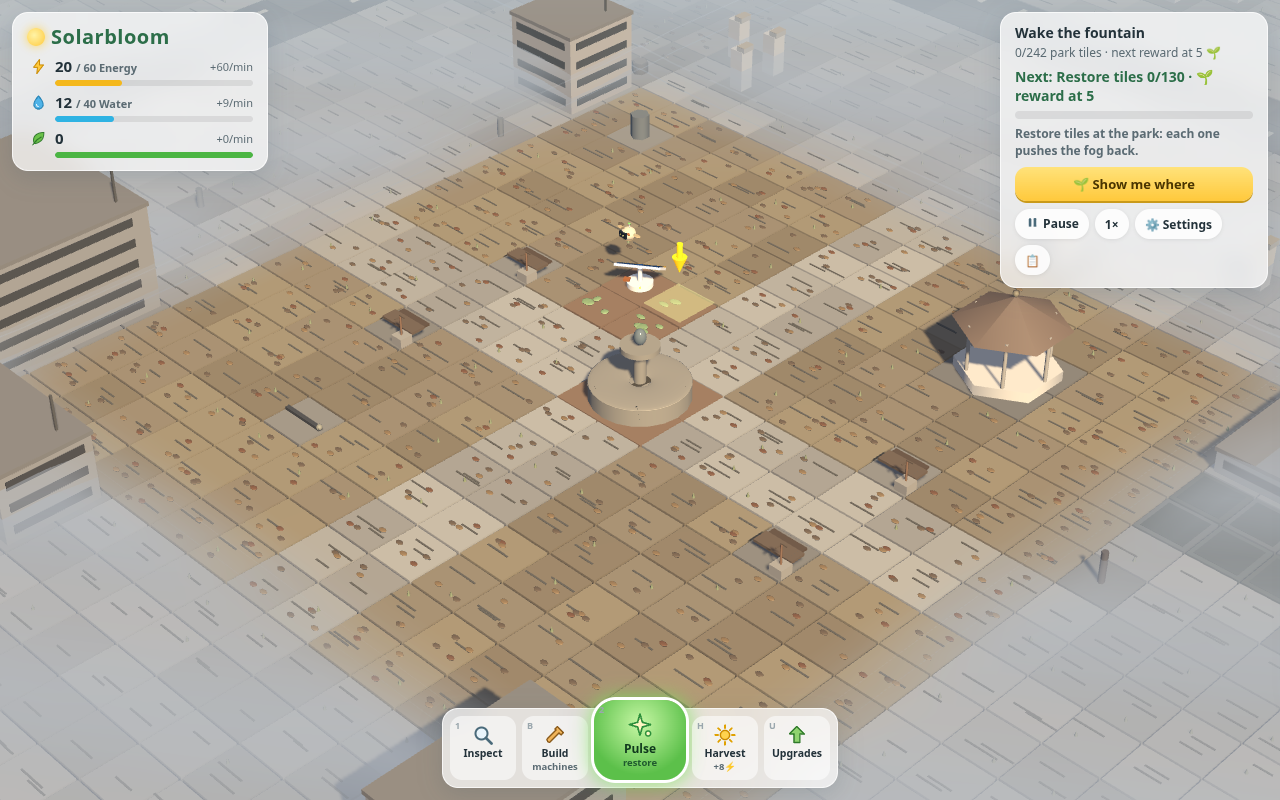 Solarbloom
20 / 60 Energy +60/min
12 / 40 Water +9/min
0 +0/min
Wake the fountain
0/242 park tiles · next reward at 5 🌱
Next: Restore tiles 0/130 · 🌱
reward at 5
Restore tiles at the park: each one
pushes the fog back.
🌱 Show me where
⏸ Pause 1× ⚙️ Settings
📋
1 Inspect
B Build
machines
Pulse
restore
H Harvest
+8⚡
U Upgrades